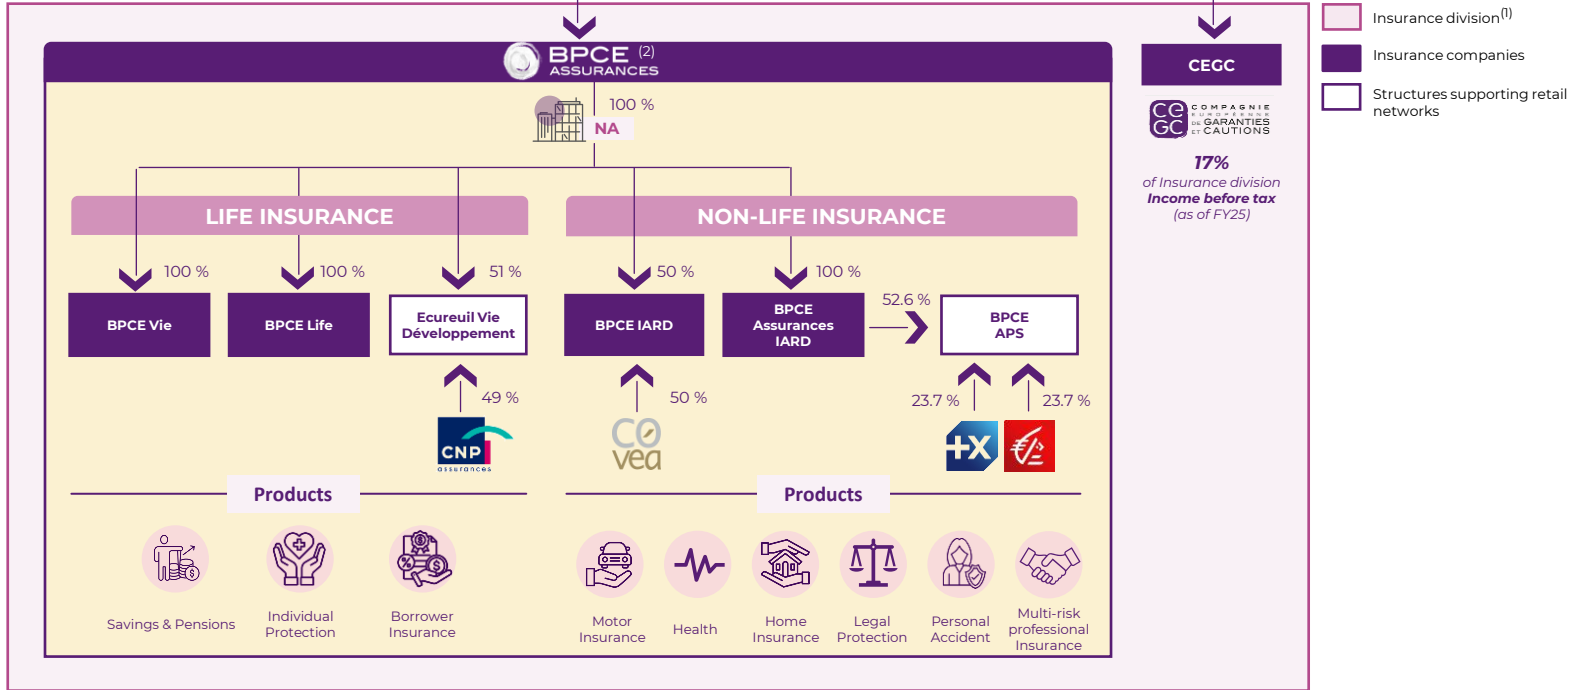 BPCE (2)
ASSURANCES
100 %
NA
LIFE INSURANCE
NON-LIFE INSURANCE
100 %
100 %
51 %
50 %
100 %
BPCE Vie
BPCE Life
Ecureuil Vie
Développement
BPCE IARD
BPCE
Assurances
IARD
52.6 %
BPCE
APS
49 %
50 %
23.7 %
23.7 %
CNP
assurances
COvea
+X
Products
Products
Savings & Pensions
Individual
Protection
Borrower
Insurance
Motor
Insurance
Health
Home
Insurance
Legal
Protection
Personal
Accident
Multi-risk
professional
Insurance
CEGC
CEGC
COMPAGNIE
EUROPÉENNE
DE GARANTIES
ET CAUTIONS
17%
of Insurance division
Income before tax
(as of FY25)
Insurance division(1)
Insurance companies
Structures supporting retail
networks